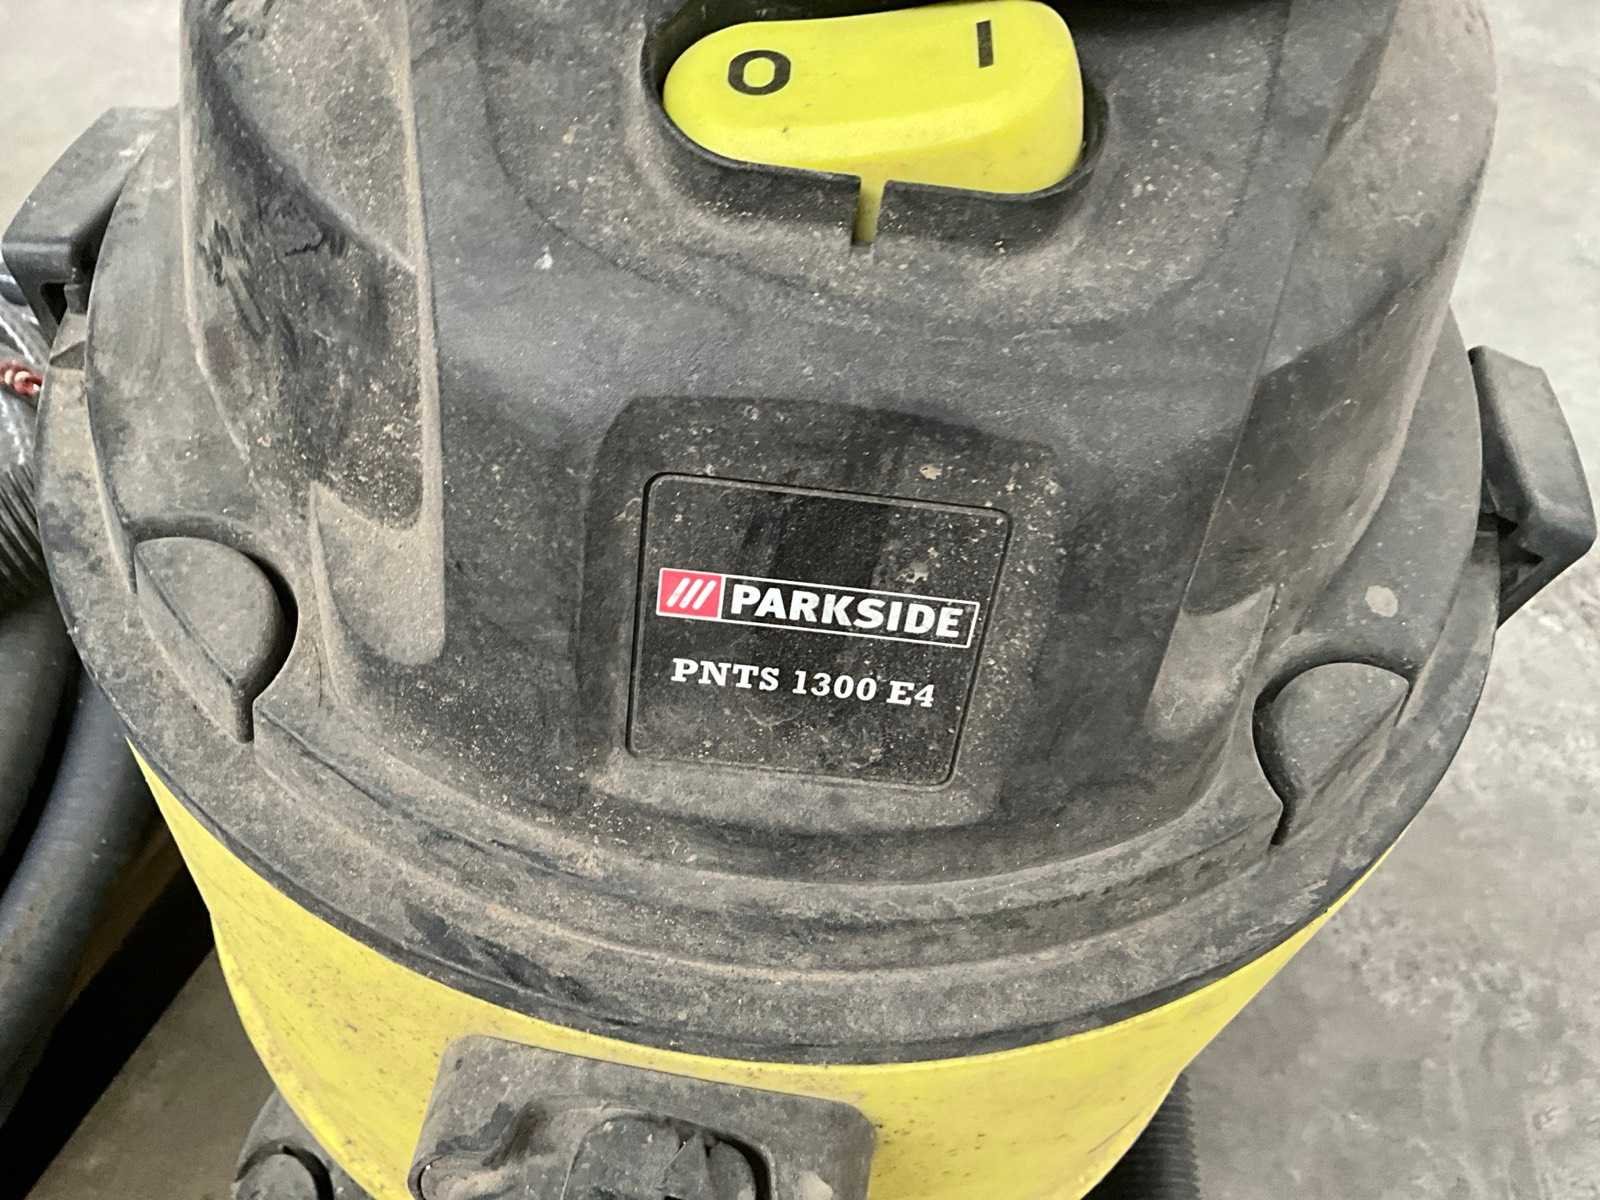 O I
PARKSIDE
PNTS 1300 E4